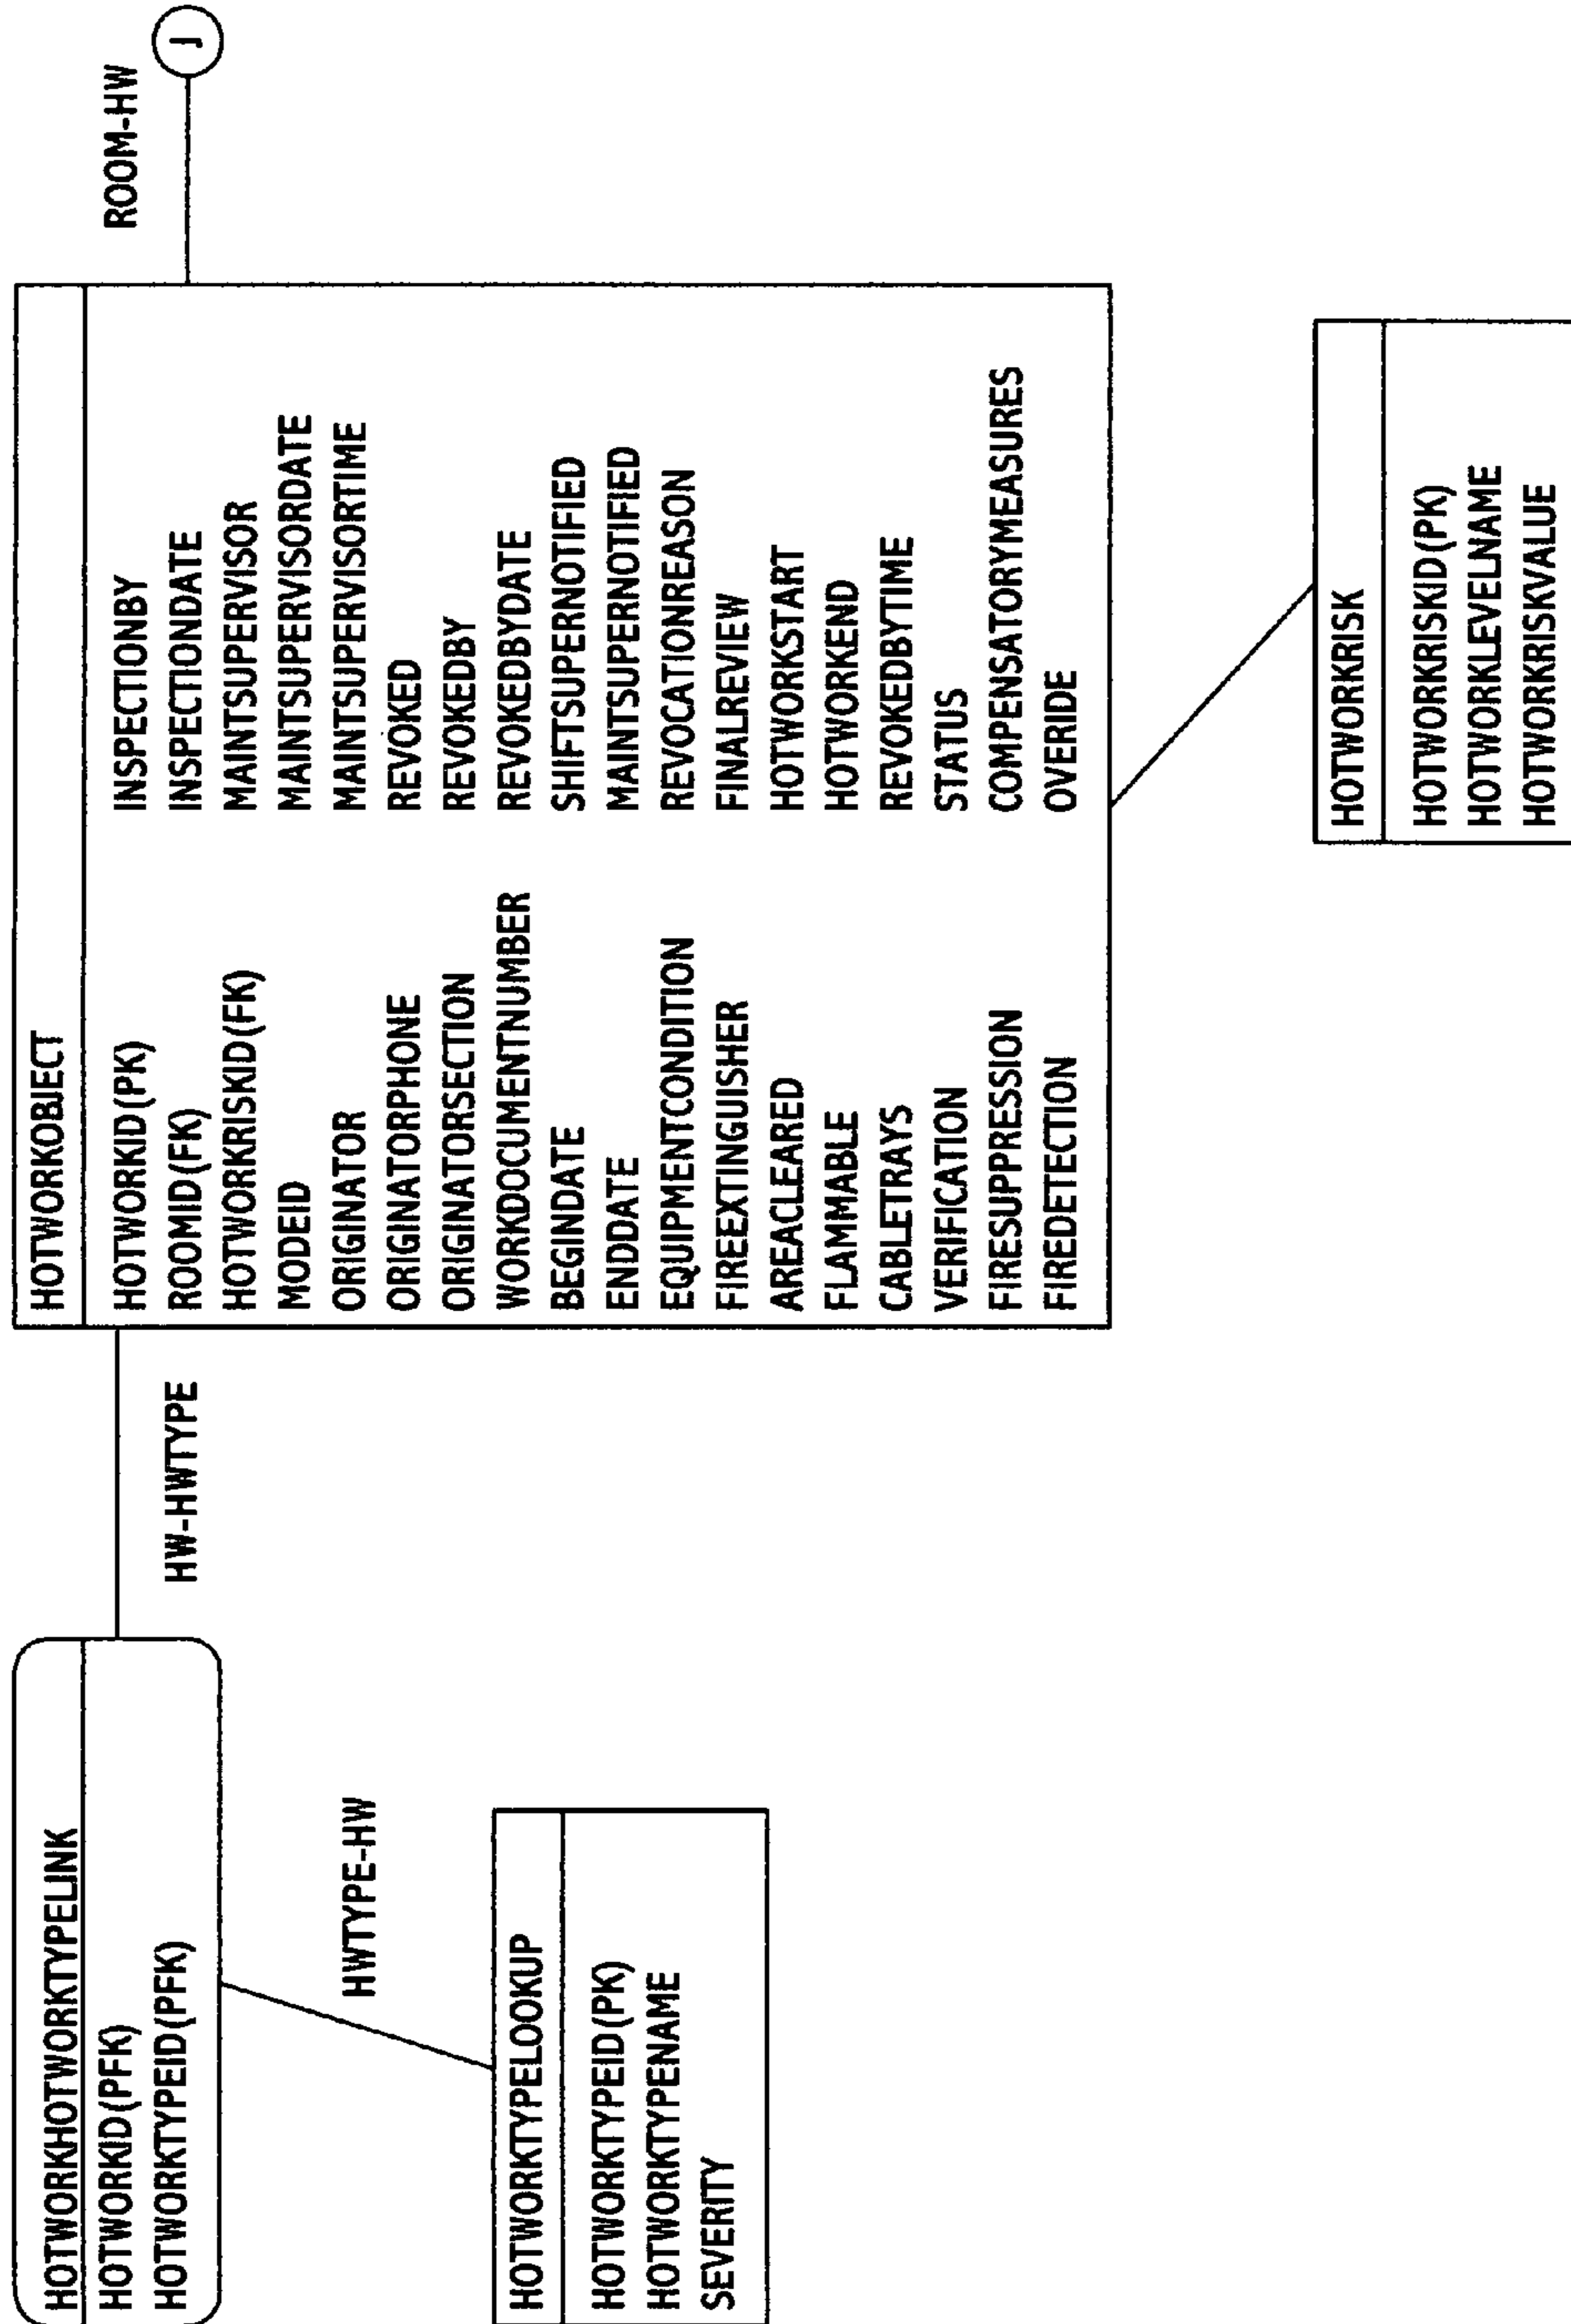 HOTWORKHOTWORKTYPELINK
HOTWORKID(PFK)
HOTWORKTYPEID(PFK)
HW-HWTYPE
HWTYPE-HW
HOTWORKTYPELOOKUP
HOTWORKTYPEID(PK)
HOTWORKTYPENAME
SEVERITY
HOTWORKOBJECT
HOTWORKID(PK)
ROOMID(FK)
HOTWORKRISKID(FK)
MODEID
ORIGINATOR
ORIGINATORPHONE
ORIGINATORSECTION
WORKDOCUMENTNUMBER
BEGINDATE
ENDDATE
EQUIPMENTCONDITION
FIREEXTINGUISHER
AREACLEARED
FLAMMABLE
CABLETRAYS
VERIFICATION
FIRESUPPRESSION
FIREDETECTION
INSPECTIONBY
INSPECTIONDATE
MAINTSUPERVISOR
MAINTSUPERVISORDATE
MAINTSUPERVISORTIME
REVOKED
REVOKEDBY
REVOKEDBYDATE
SHIFTSUPERNOTIFIED
MAINTSUPERNOTIFIED
REVOCATIONREASON
FINALREVIEW
HOTWORKSTART
HOTWORKEND
REVOKEDBYTIME
STATUS
COMPENSATORYMEASURES
OVERIDE
ROOM-HW
J
HOTWORKRISK
HOTWORKRISKID(PK)
HOTWORKLEVELNAME
HOTWORKRISKVALUE